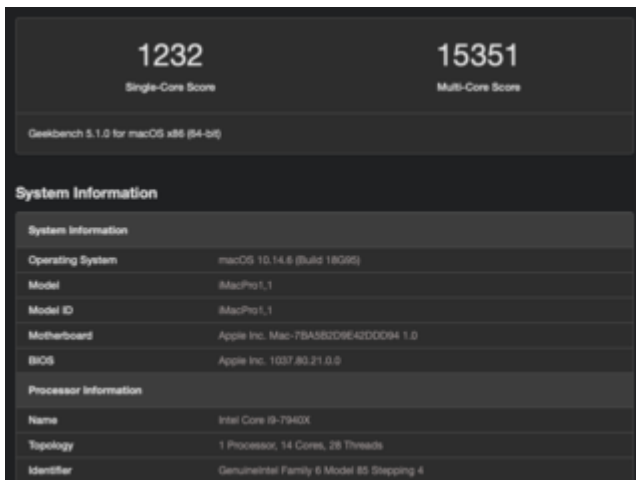 1232 15351
Single-Core Score Multi-Core Score
Geekbench 5.1.0 for macOS x86 (64-bit)
System Information
System Information
Operating System macOS 10.14.6 (Build 18G95)
Model iMacPro1,1
Model ID iMacPro1,1
Motherboard Apple Inc. Mac-7BA5B2D9E42DDD94 1.0
BIOS Apple Inc. 1037.80.21.0.0
Processor Information
Name Intel Core i9-7940X
Topology 1 Processor, 14 Cores, 28 Threads
Identifier GenuineIntel Family 6 Model 85 Stepping 4